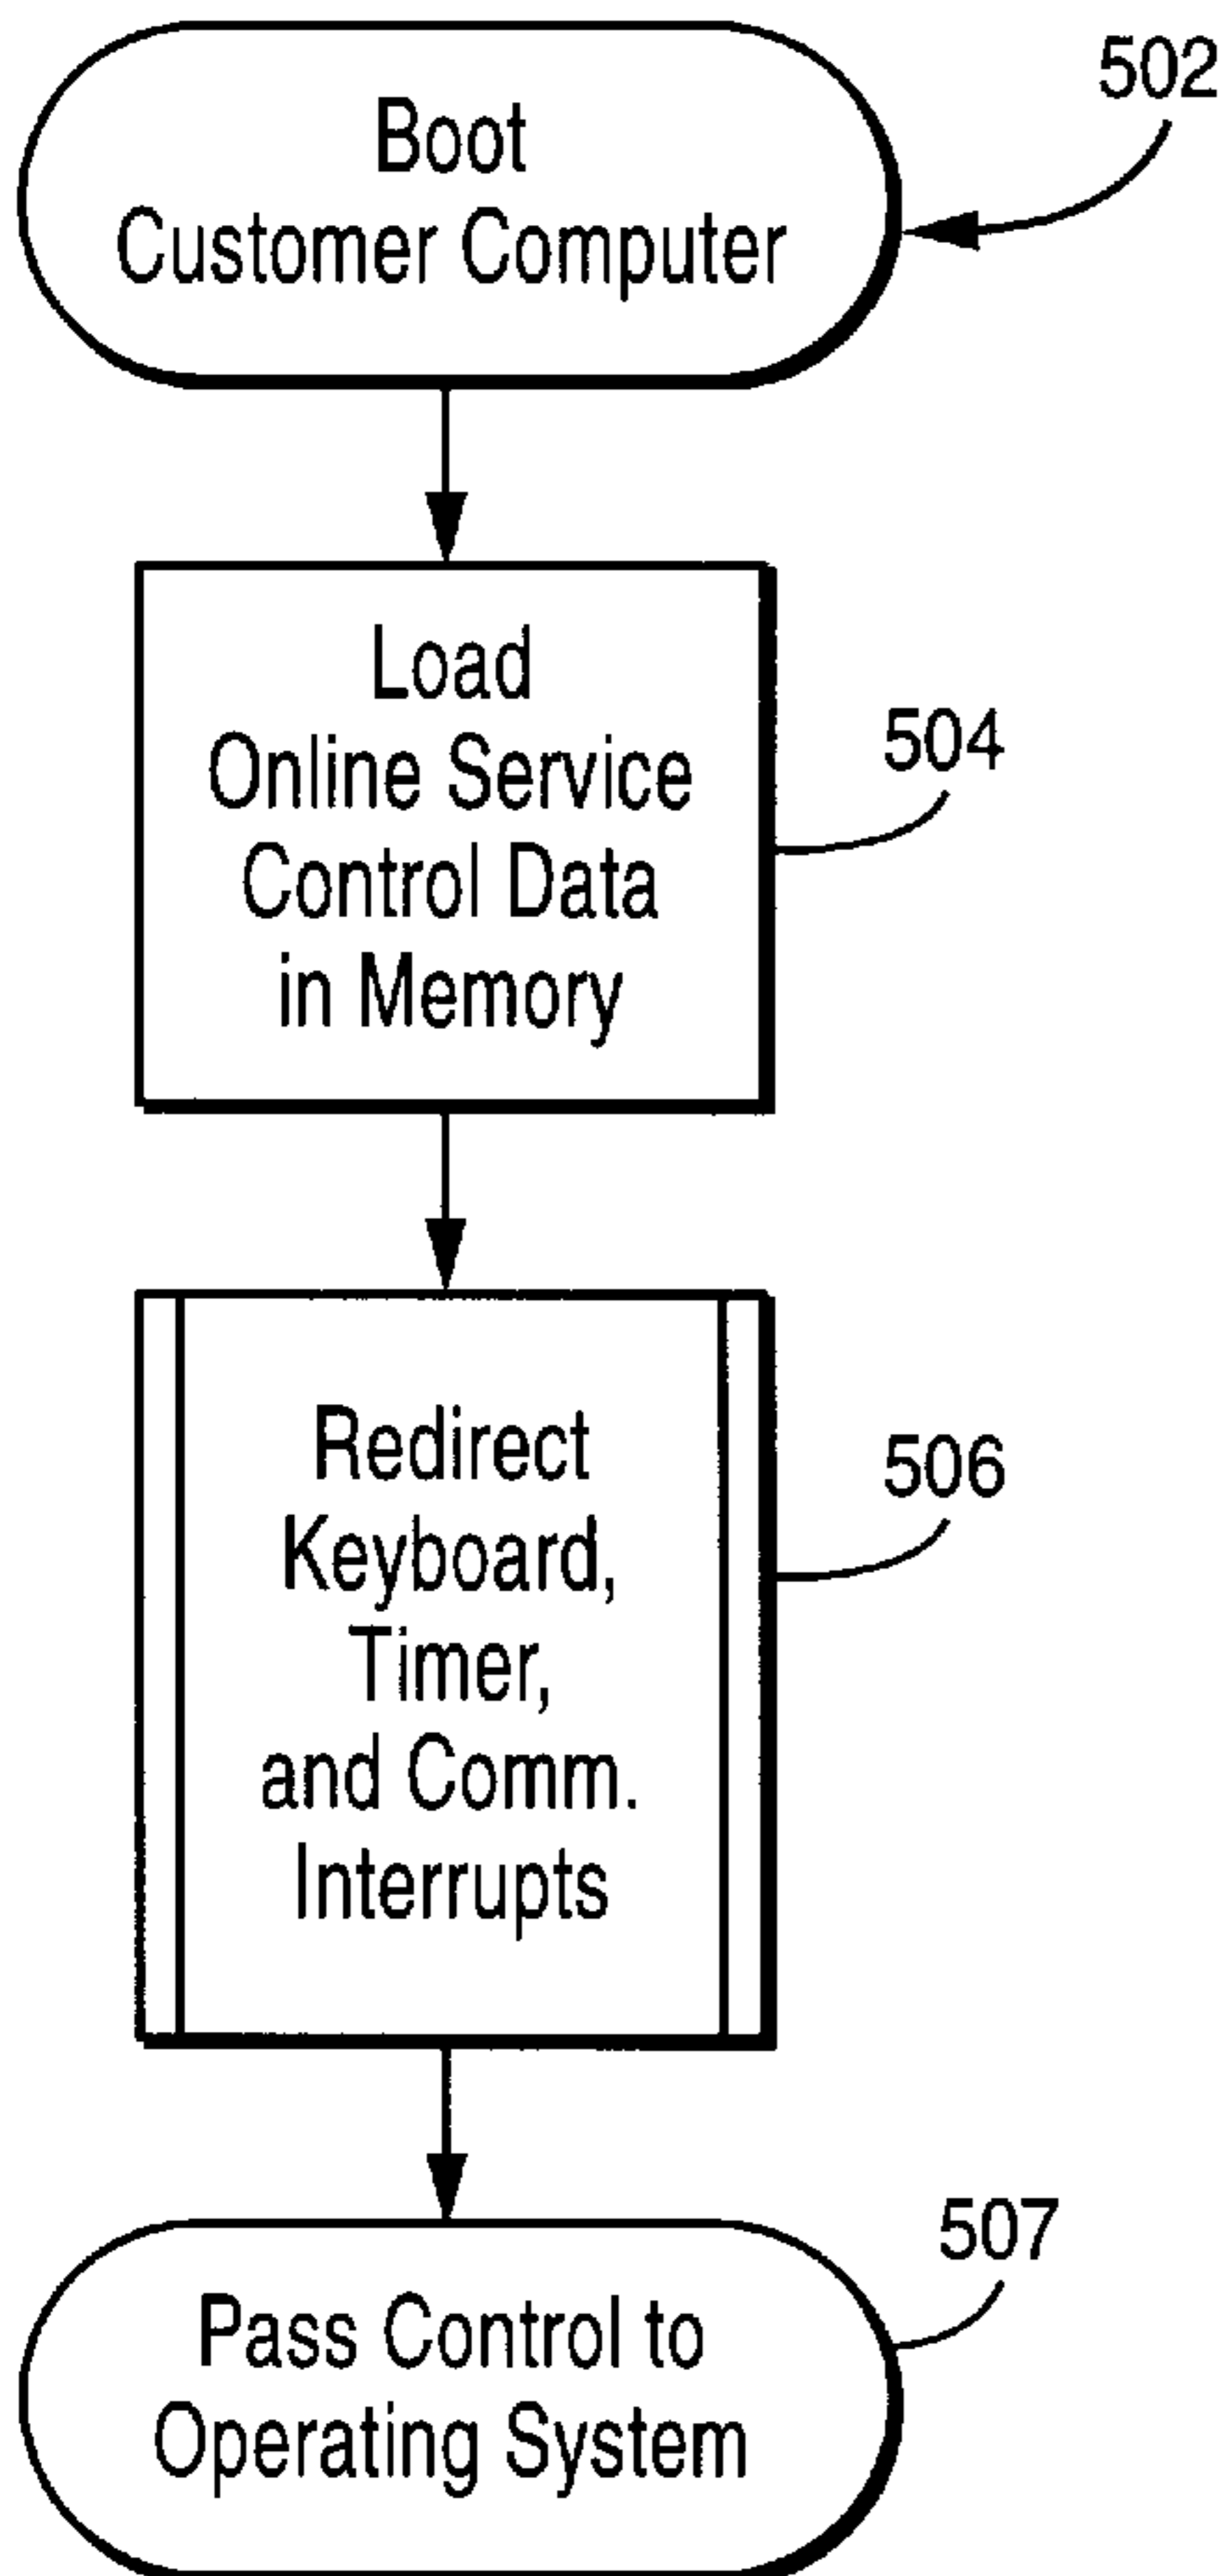 502
Boot
Customer Computer
Load
Online Service
Control Data
in Memory
504
Redirect
Keyboard,
Timer,
and Comm.
Interrupts
506
507
Pass Control to
Operating System